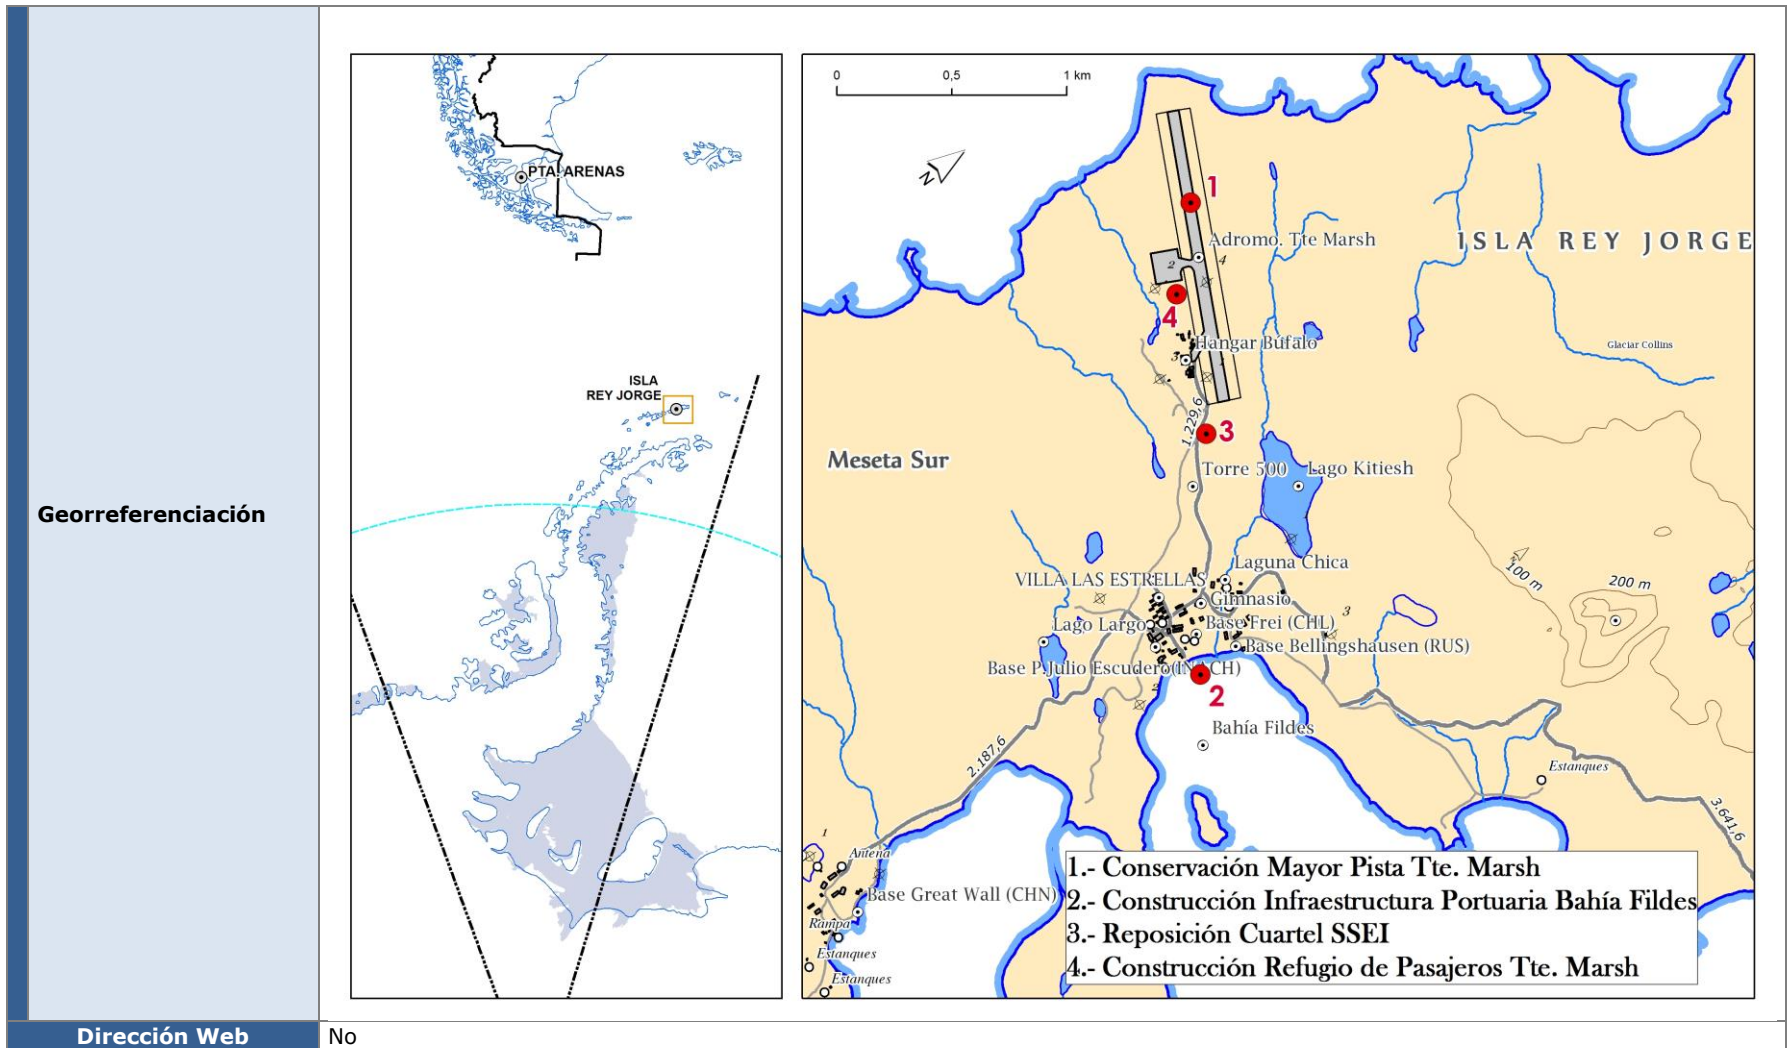 Georreferenciación
PTA. ARENAS
ISLA
REY JORGE
0 0,5 1 km
N
1
Adromo. Tte Marsh
ISLA REY JORGE
2
4
4
Hangar Búfalo
3
Glaciar Collins
1.229,6
3
Meseta Sur
Torre 500
Lago Kitiesh
Laguna Chica
100 m
200 m
VILLA LAS ESTRELLAS
Gimnasio
3
Lago Largo
Base Frei (CHL)
Base Bellingshausen (RUS)
Base P.Julio Escudero(INACH)
2
2
Bahía Fildes
2.187,6
Estanques
3.641,6
1
Antena
Base Great Wall (CHN)
Rampa
Estanques
Estanques
1.- Conservación Mayor Pista Tte. Marsh
2.- Construcción Infraestructura Portuaria Bahía Fildes
3.- Reposición Cuartel SSEI
4.- Construcción Refugio de Pasajeros Tte. Marsh
Dirección Web
No